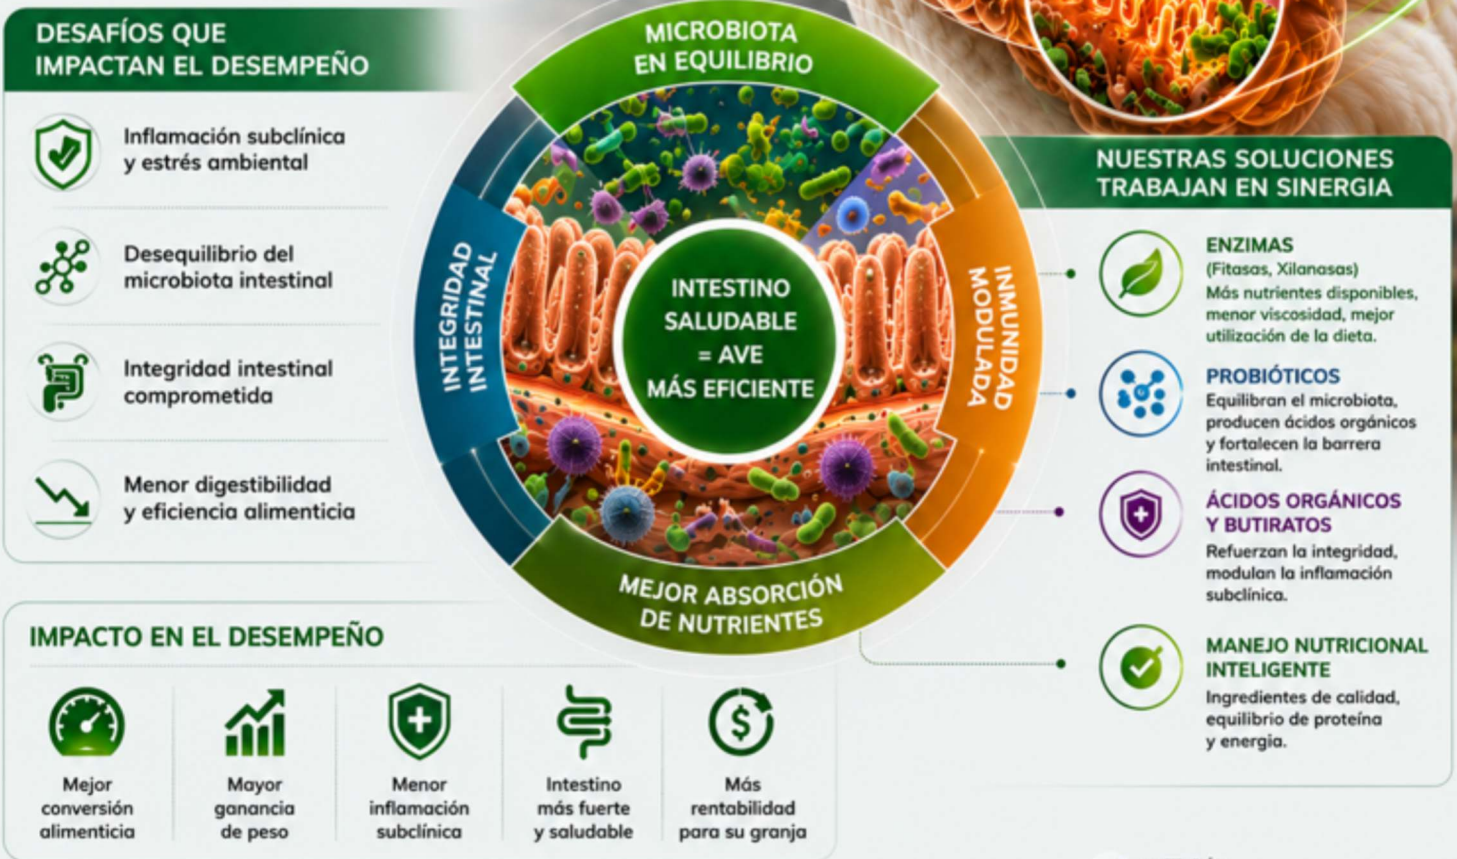 DESAFÍOS QUE
IMPACTAN EL DESEMPEÑO
Inflamación subclínica
y estrés ambiental
Desequilibrio del
microbiota intestinal
Integridad intestinal
comprometida
Menor digestibilidad
y eficiencia alimenticia
MICROBIOTA
EN EQUILIBRIO
INTEGRIDAD
INTESTINAL
INTESTINO
SALUDABLE
= AVE
MÁS EFICIENTE
INMUNIDAD
MODULADA
MEJOR ABSORCIÓN
DE NUTRIENTES
NUESTRAS SOLUCIONES
TRABAJAN EN SINERGIA
ENZIMAS
(Fitasas, Xilanasas)
Más nutrientes disponibles,
menor viscosidad, mejor
utilización de la dieta.
PROBIÓTICOS
Equilibran el microbiota,
producen ácidos orgánicos
y fortalecen la barrera
intestinal.
ÁCIDOS ORGÁNICOS
Y BUTIRATOS
Refuerzan la integridad,
modulan la inflamación
subclínica.
MANEJO NUTRICIONAL
INTELIGENTE
Ingredientes de calidad,
equilibrio de proteína
y energia.
IMPACTO EN EL DESEMPEÑO
Mejor
conversión
alimenticia
Mayor
ganancia
de peso
Menor
inflamación
subclínica
Intestino
más fuerte
y saludable
$
Más
rentabilidad
para su granja